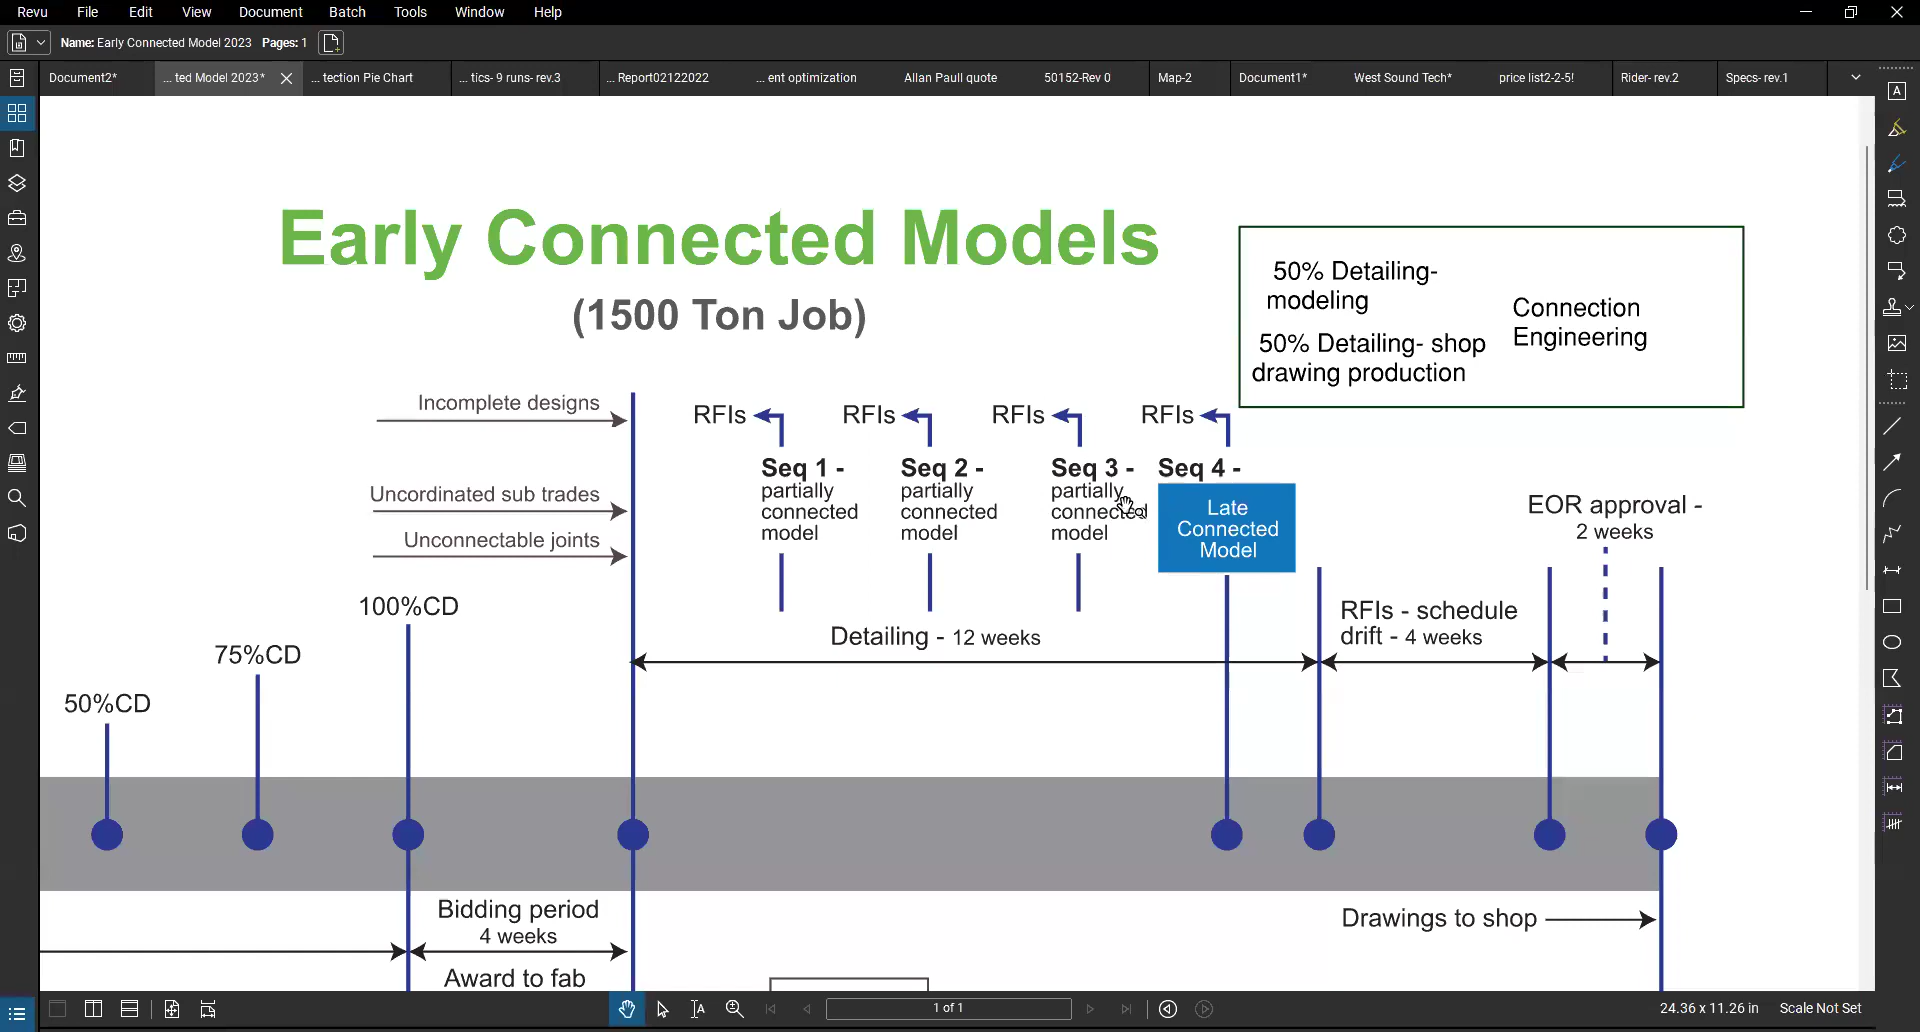 Revu File Edit View Document Batch Tools Window Help
Name: Early Connected Model 2023 Pages: 1
Document2* ... ted Model 2023* ... tection Pie Chart ... tics- 9 runs- rev.3 ... Report02122022 ... ent optimization Allan Paull quote 50152-Rev 0 Map-2 Document1* West Sound Tech* price list2-2-5! Rider- rev.2 Specs- rev.1
Early Connected Models
(1500 Ton Job)
50% Detailing-
modeling
50% Detailing- shop
drawing production
Connection
Engineering
Incomplete designs
Uncordinated sub trades
Unconnectable joints
RFIs RFIs RFIs RFIs
Seq 1 -
partially
connected
model
Seq 2 -
partially
connected
model
Seq 3 -
partially
connected
model
Seq 4 -
Late
Connected
Model
EOR approval -
2 weeks
RFIs - schedule
drift - 4 weeks
Detailing - 12 weeks
100%CD
75%CD
50%CD
Bidding period
4 weeks
Award to fab
Drawings to shop
1 of 1
24.36 x 11.26 in Scale Not Set